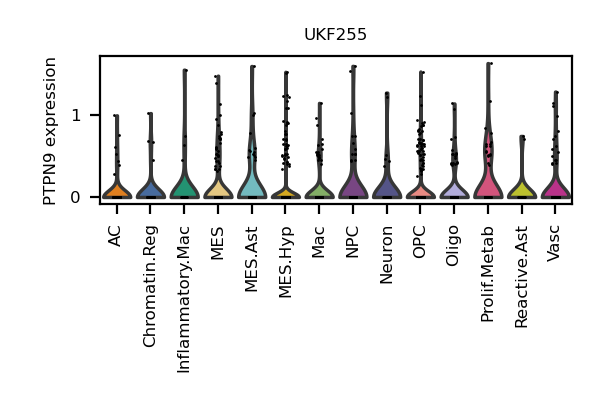 UKF255
PTPN9 expression
1
0
AC
Chromatin.Reg
Inflammatory.Mac
MES
MES.Ast
MES.Hyp
Mac
NPC
Neuron
OPC
Oligo
Prolif.Metab
Reactive.Ast
Vasc